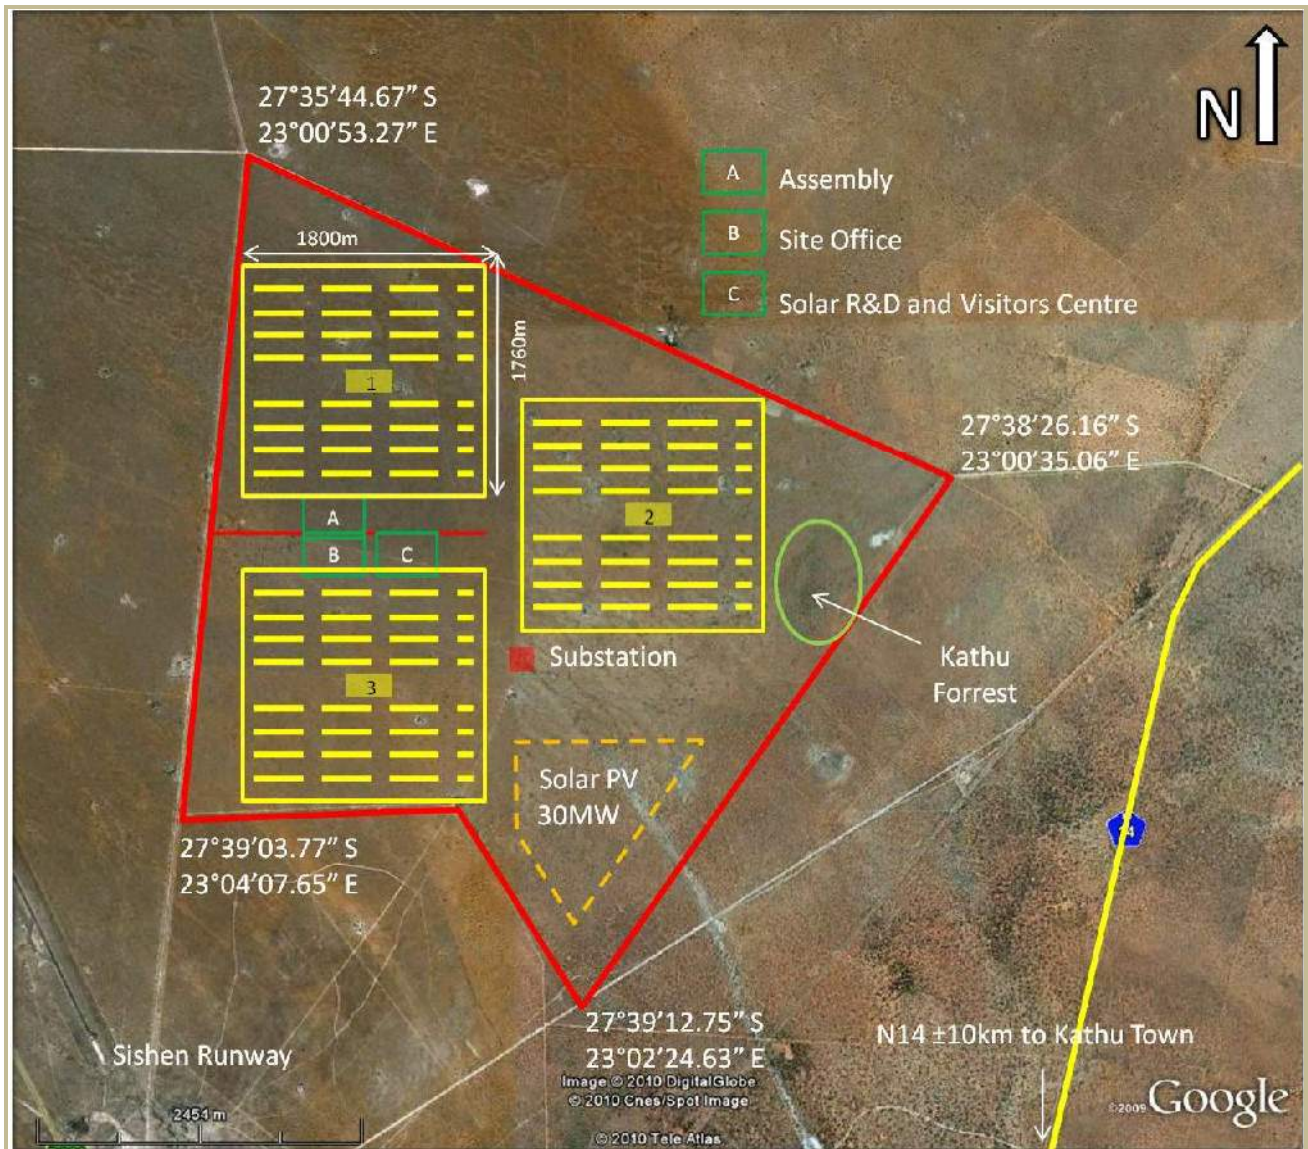 27°35'44.67” S
23°00'53.27” E
N
A Assembly
B Site Office
C Solar R&D and Visitors Centre
1800m
1760m
1
27°38'26.16” S
23°00'35.06” E
2
A
B
C
Substation
Kathu
Forrest
3
Solar PV
30MW
14
27°39'03.77” S
23°04'07.65” E
27°39'12.75” S
23°02'24.63” E
N14 ±10km to Kathu Town
Sishen Runway
Image © 2010 DigitalGlobe
© 2010 Cnes/Spot Image
©2009 Google
2454 m
© 2010 Tele Atlas